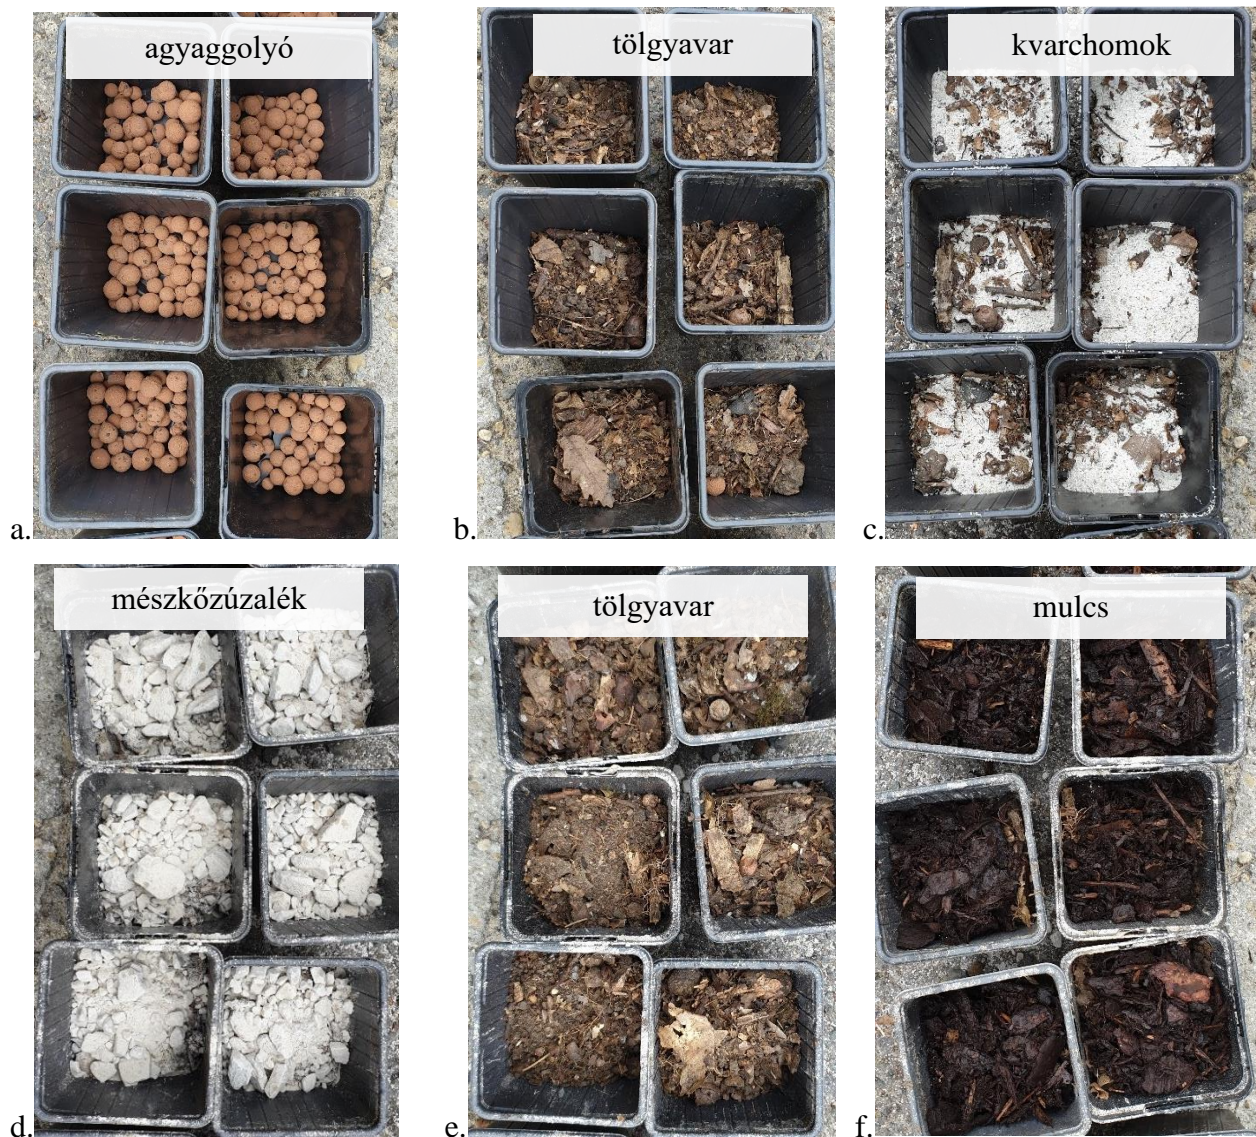 agyaggolyó
tölgyavar
kvarchomok
a.
b.
c.
mészkőzúzalék
tölgyavar
mulcs
d.
e.
f.